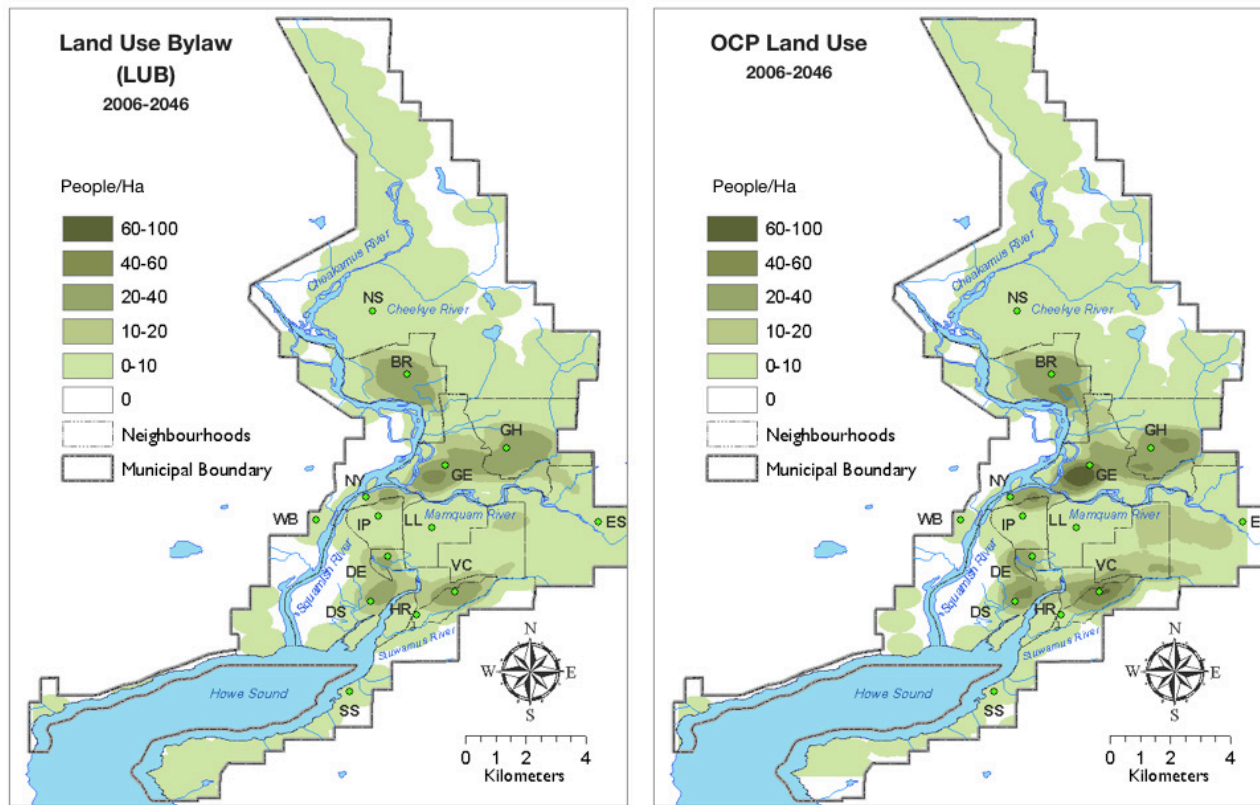 Land Use Bylaw
(LUB)
2006-2046
People/Ha
60-100
40-60
20-40
10-20
0-10
0
Neighbourhoods
Municipal Boundary
Cheakamus River
NS
Cheekye River
BR
GH
GE
NY
WB
IP
LL
Mamquam River
ES
Squamish River
DE
VC
DS
HR
Stawamus River
Howe Sound
SS
N
W
E
S
0 2 4
Kilometers
OCP Land Use
2006-2046
People/Ha
60-100
40-60
20-40
10-20
0-10
0
Neighbourhoods
Municipal Boundary
Cheakamus River
NS
Cheekye River
BR
GH
GE
NY
WB
IP
LL
Mamquam River
E
Squamish River
DE
VC
DS
HR
Stawamus River
Howe Sound
SS
N
W
E
S
0 2 4
Kilometers